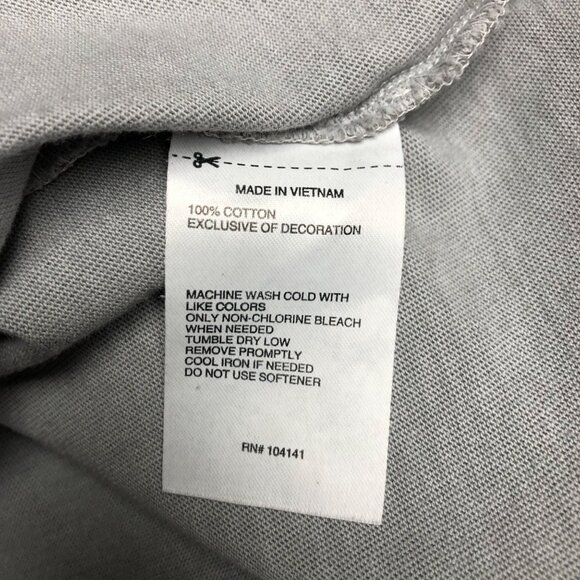 MADE IN VIETNAM
100% COTTON
EXCLUSIVE OF DECORATION
MACHINE WASH COLD WITH
LIKE COLORS
ONLY NON-CHLORINE BLEACH
WHEN NEEDED
TUMBLE DRY LOW
REMOVE PROMPTLY
COOL IRON IF NEEDED
DO NOT USE SOFTENER
RN# 104141